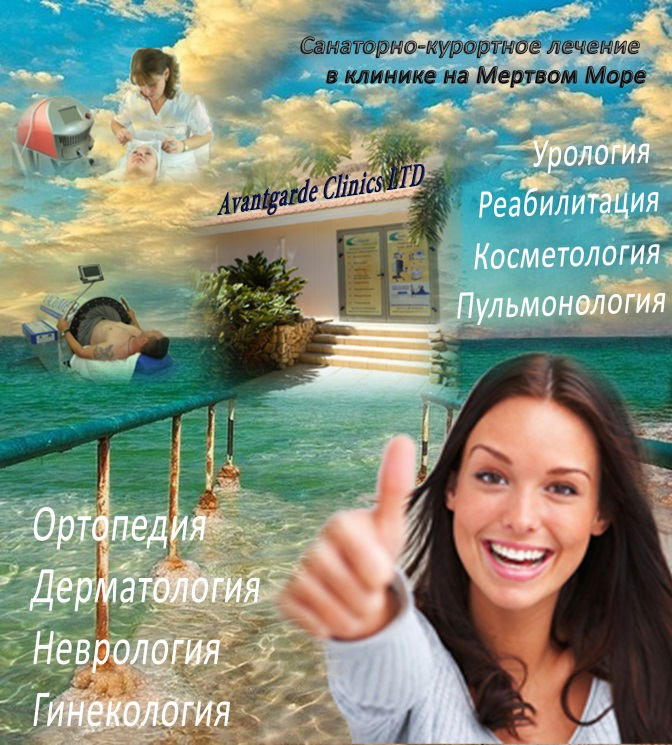 Санаторно-курортное лечение
в клинике на Мертвом Море
Avantgarde Clinics LTD
Урология
Реабилитация
Косметология
Пульмонология
Ортопедия
Дерматология
Неврология
Гинекология